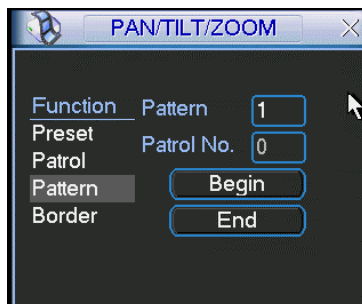 PAN/TILT/ZOOM
Function
Preset
Patrol
Pattern
Border
Pattern 1
Patrol No. 0
Begin
End